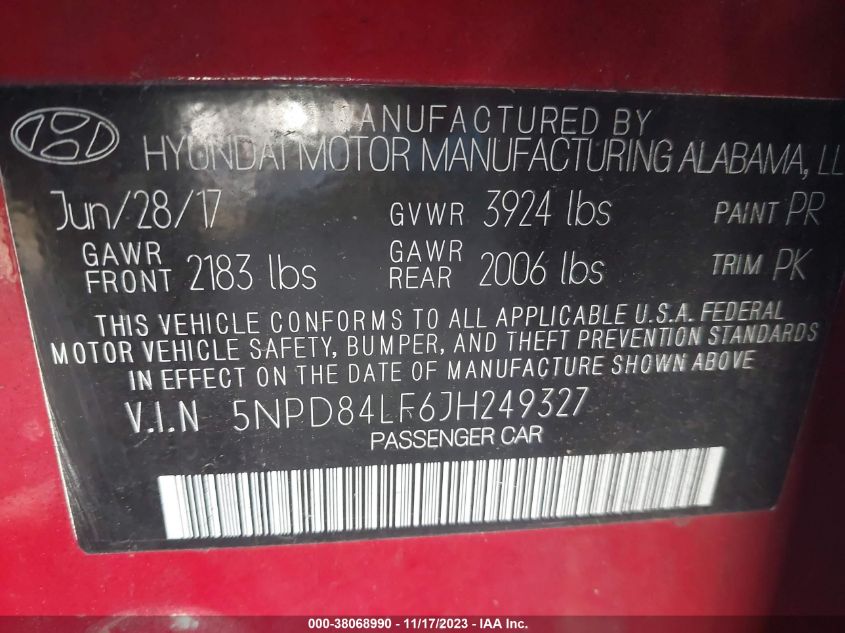 MANUFACTURED BY
HYUNDAI MOTOR MANUFACTURING ALABAMA, LL
Jun/28/17 GVWR 3924 lbs PAINT PR
GAWR FRONT 2183 lbs GAWR REAR 2006 lbs TRIM PK
THIS VEHICLE CONFORMS TO ALL APPLICABLE U.S.A. FEDERAL
MOTOR VEHICLE SAFETY, BUMPER, AND THEFT PREVENTION STANDARDS
IN EFFECT ON THE DATE OF MANUFACTURE SHOWN ABOVE
V.I.N 5NPD84LF6JH249327
PASSENGER CAR
000-38068990 - 11/17/2023 - IAA Inc.